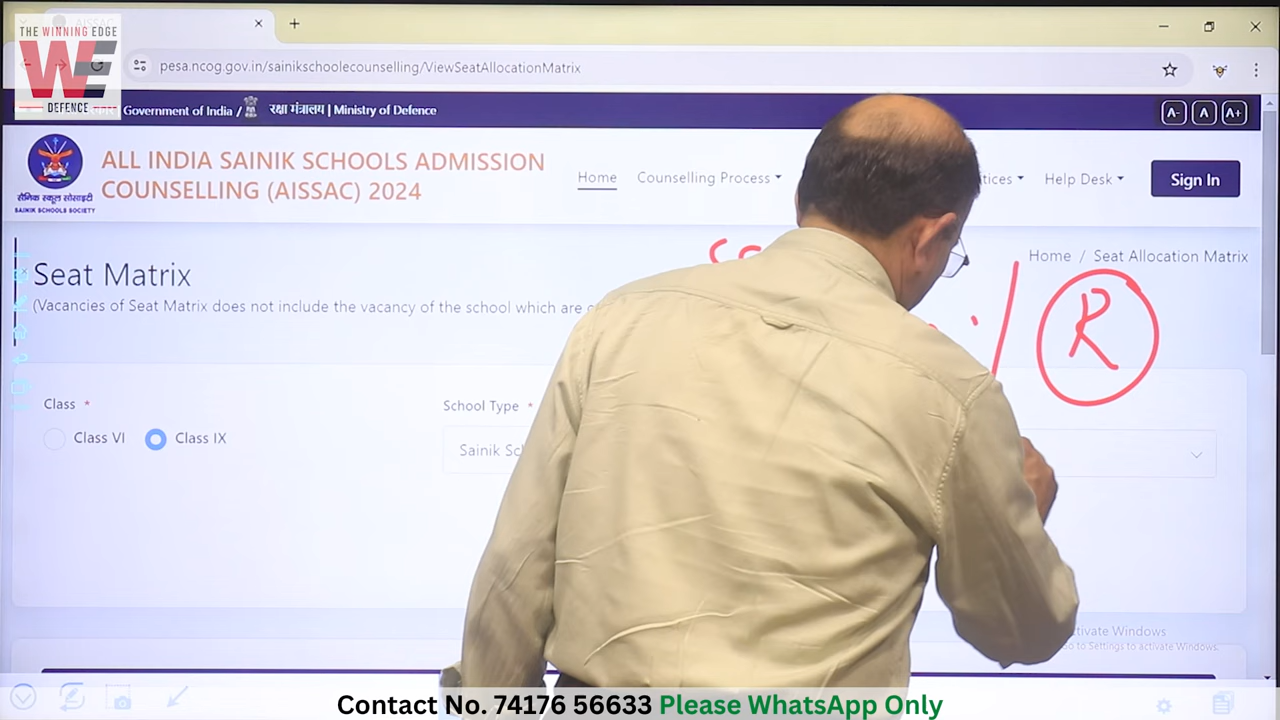 AISSAC
THE WINNING EDGE
WE
DEFENCE
pesa.ncog.gov.in/sainikschoolecounselling/ViewSeatAllocationMatrix
Government of India / रक्षा मंत्रालय | Ministry of Defence
A- A A+
ALL INDIA SAINIK SCHOOLS ADMISSION
COUNSELLING (AISSAC) 2024
सैनिक स्कूल सोसाइटी
SAINIK SCHOOLS SOCIETY
Home Counselling Process Help Desk Sign In
Home / Seat Allocation Matrix
Seat Matrix
(Vacancies of Seat Matrix does not include the vacancy of the school which are
R
Class *
School Type *
Class VI Class IX
Activate Windows
Go to Settings to activate Windows.
Contact No. 74176 56633 Please WhatsApp Only